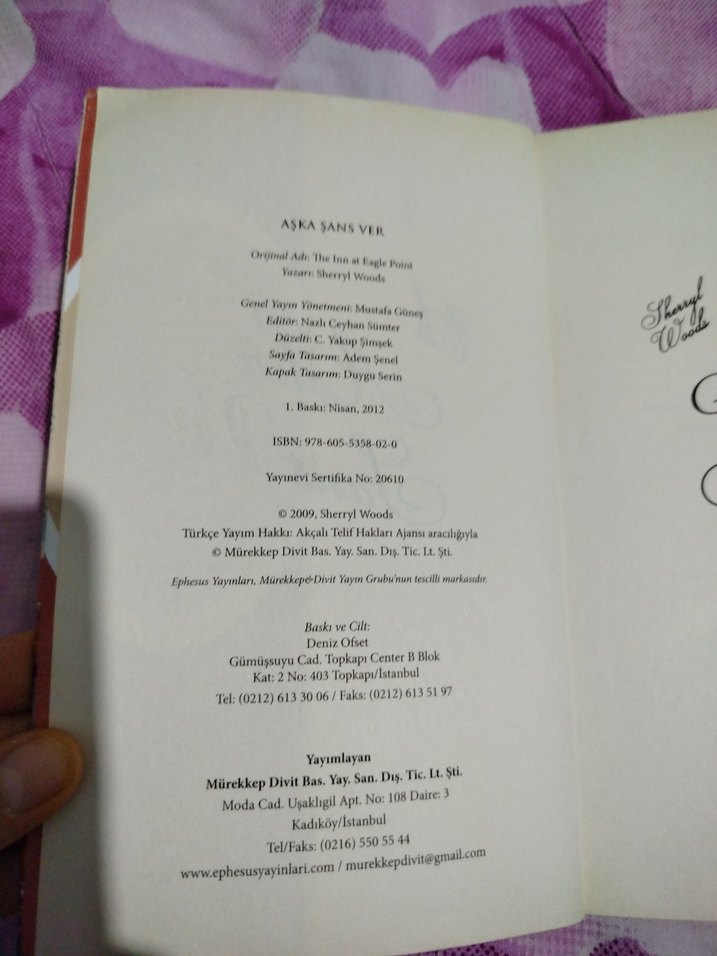 AŞKA ŞANS VER
Orijinal Adı: The Inn at Eagle Point
Yazarı: Sherryl Woods
Genel Yayın Yönetmeni: Mustafa Güneş
Editör: Nazlı Ceyhan Sümter
Düzelti: C. Yakup Şimşek
Sayfa Tasarım: Adem Şenel
Kapak Tasarım: Duygu Serin
1. Baskı: Nisan, 2012
ISBN: 978-605-5358-02-0
Yayınevi Sertifika No: 20610
© 2009, Sherryl Woods
Türkçe Yayım Hakkı: Akçalı Telif Hakları Ajansı aracılığıyla
© Mürekkep Divit Bas. Yay. San. Dış. Tic. Lt. Şti.
Ephesus Yayınları, Mürekkep&Divit Yayın Grubu'nun tescilli markasıdır.
Baskı ve Cilt:
Deniz Ofset
Gümüşsuyu Cad. Topkapı Center B Blok
Kat: 2 No: 403 Topkapı/İstanbul
Tel: (0212) 613 30 06 / Faks: (0212) 613 51 97
Yayımlayan
Mürekkep Divit Bas. Yay. San. Dış. Tic. Lt. Şti.
Moda Cad. Uşaklıgil Apt. No: 108 Daire: 3
Kadıköy/İstanbul
Tel/Faks: (0216) 550 55 44
www.ephesusyayinlari.com / murekkepdivit@gmail.com
Sherryl
Woods